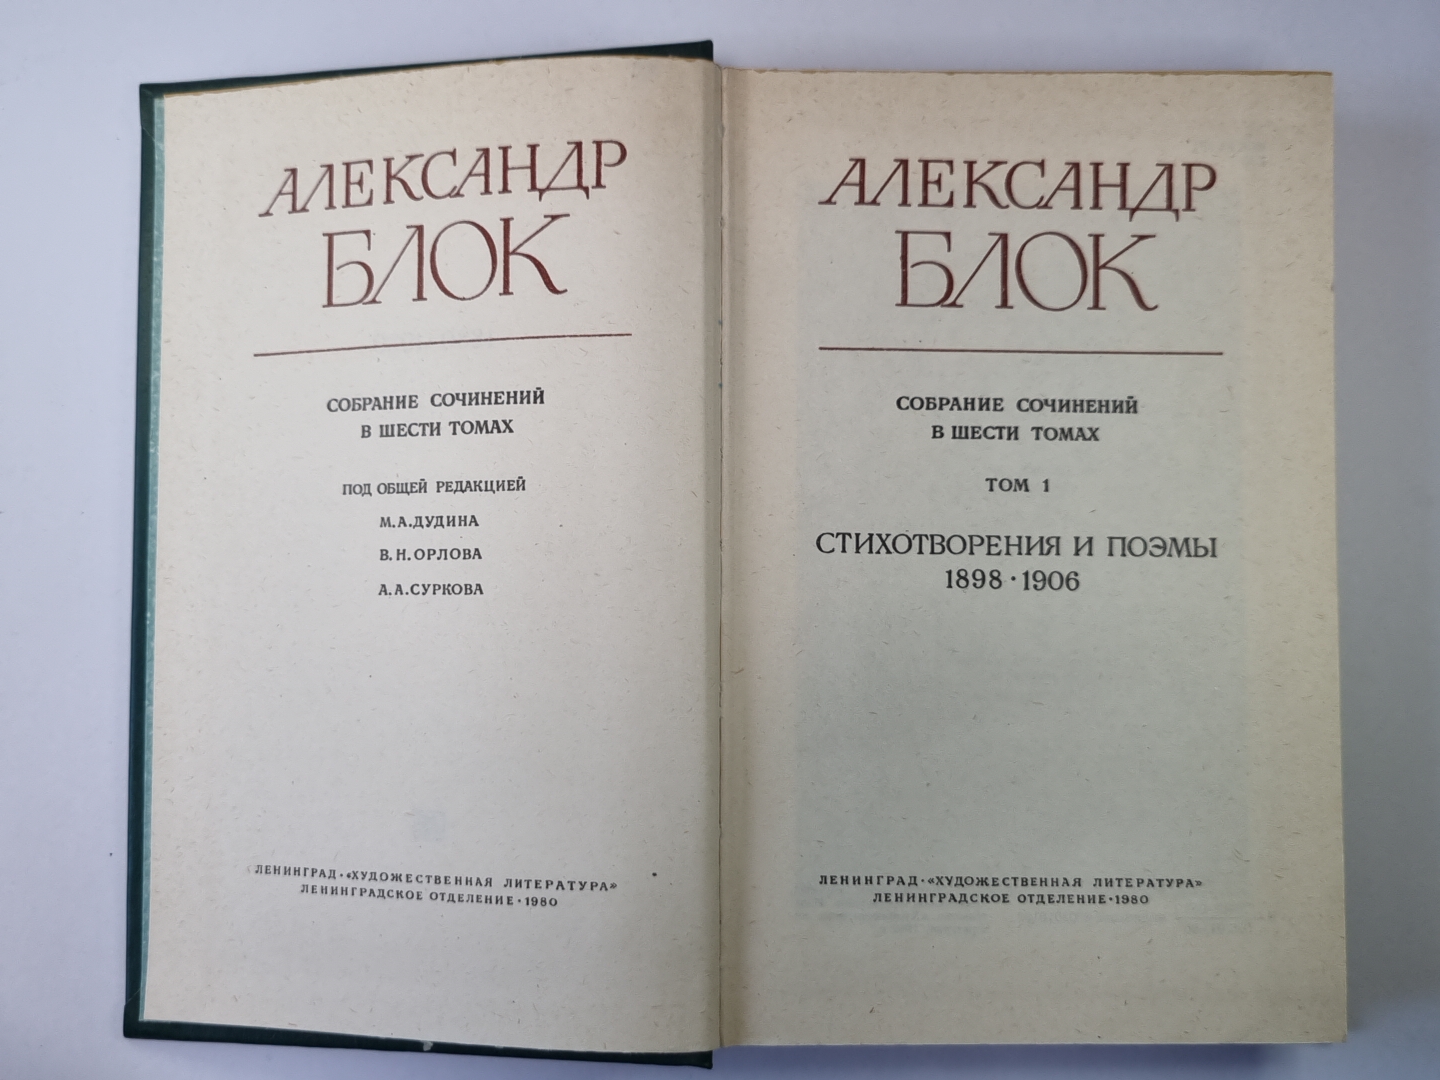 АЛЕКСАНДР
БЛОК
СОБРАНИЕ СОЧИНЕНИЙ
В ШЕСТИ ТОМАХ
ПОД ОБЩЕЙ РЕДАКЦИЕЙ
М.А.ДУДИНА
В.Н.ОРЛОВА
А.А.СУРКОВА
ЛЕНИНГРАД·«ХУДОЖЕСТВЕННАЯ ЛИТЕРАТУРА»
ЛЕНИНГРАДСКОЕ ОТДЕЛЕНИЕ·1980
АЛЕКСАНДР
БЛОК
СОБРАНИЕ СОЧИНЕНИЙ
В ШЕСТИ ТОМАХ
ТОМ 1
СТИХОТВОРЕНИЯ И ПОЭМЫ
1898·1906
ЛЕНИНГРАД·«ХУДОЖЕСТВЕННАЯ ЛИТЕРАТУРА»
ЛЕНИНГРАДСКОЕ ОТДЕЛЕНИЕ·1980